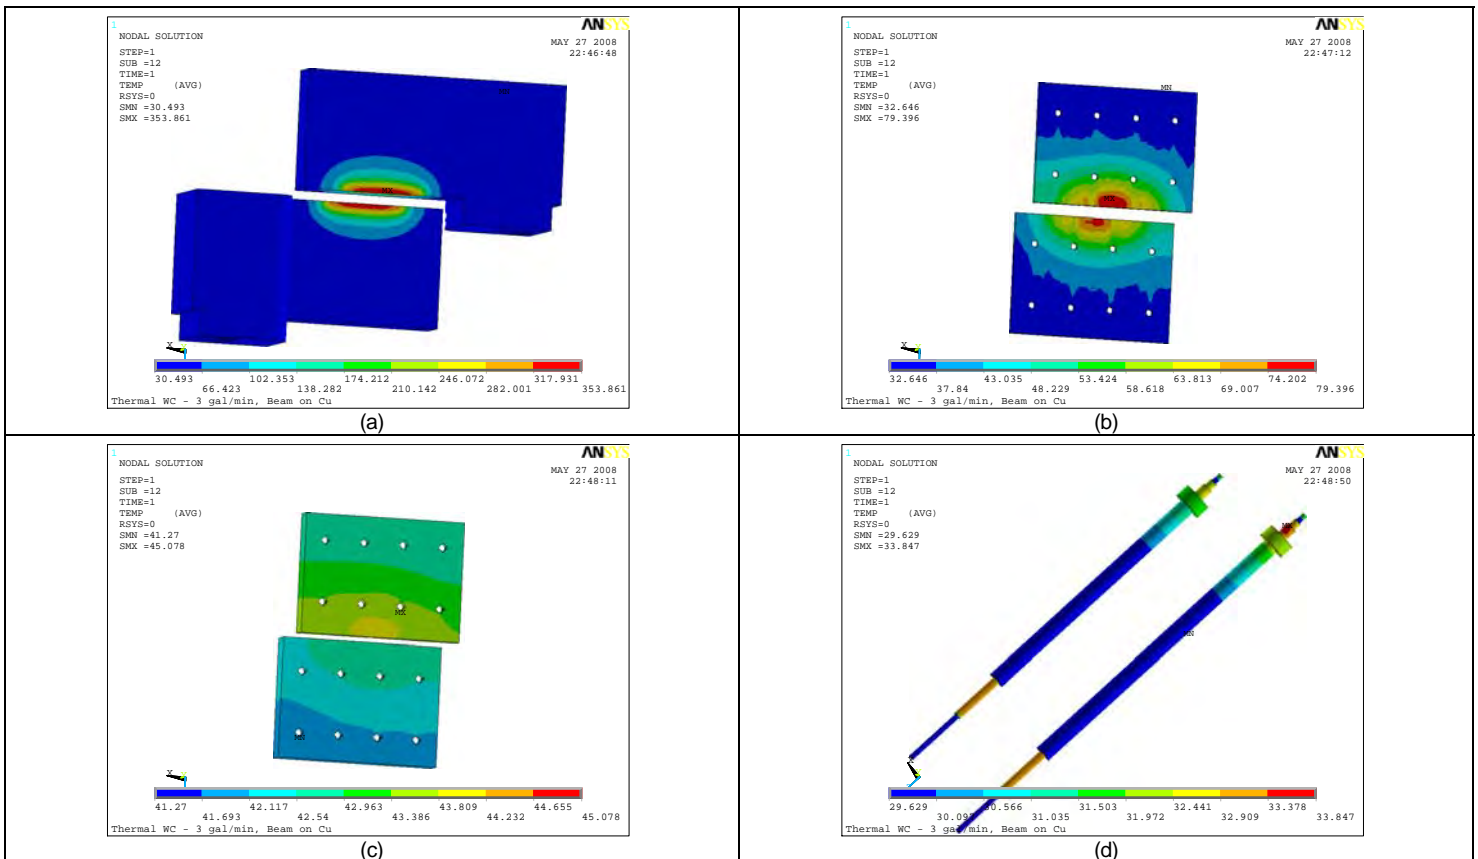 1
ANSYS
NODAL SOLUTION
MAY 27 2008
22:46:48
STEP=1
SUB =12
TIME=1
TEMP (AVG)
RSYS=0
SMN =30.493
SMX =353.861
MN
MX
X
30.493 102.353 174.212 246.072 317.931
66.423 138.282 210.142 282.001 353.861
Thermal WC - 3 gal/min, Beam on Cu
(a)
1
ANSYS
NODAL SOLUTION
MAY 27 2008
22:47:12
STEP=1
SUB =12
TIME=1
TEMP (AVG)
RSYS=0
SMN =32.646
SMX =79.396
MN
MX
X
32.646 43.035 53.424 63.813 74.202
37.84 48.229 58.618 69.007 79.396
Thermal WC - 3 gal/min, Beam on Cu
(b)
1
ANSYS
NODAL SOLUTION
MAY 27 2008
22:48:11
STEP=1
SUB =12
TIME=1
TEMP (AVG)
RSYS=0
SMN =41.27
SMX =45.078
MX
MN
X
41.27 42.117 42.963 43.809 44.655
41.693 42.54 43.386 44.232 45.078
Thermal WC - 3 gal/min, Beam on Cu
(c)
1
ANSYS
NODAL SOLUTION
MAY 27 2008
22:48:50
STEP=1
SUB =12
TIME=1
TEMP (AVG)
RSYS=0
SMN =29.629
SMX =33.847
MX
MN
X
29.629 31.503 32.441 33.378
31.035 31.972 32.909 33.847
Thermal WC - 3 gal/min, Beam on Cu
(d)